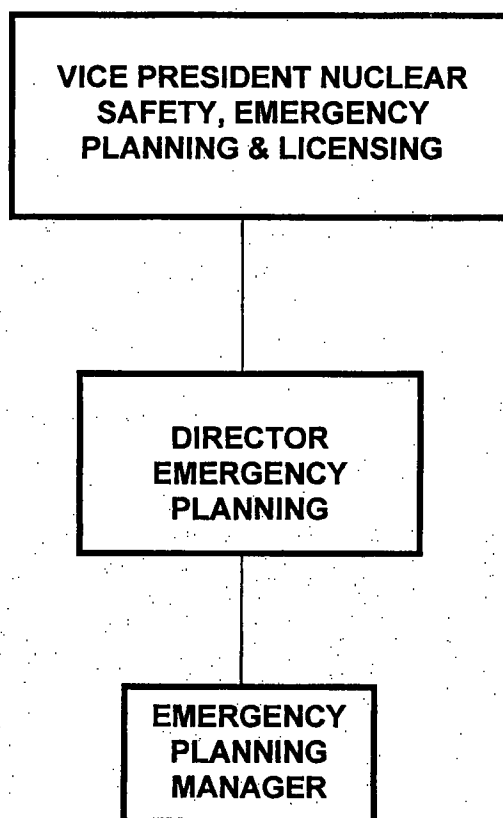 VICE PRESIDENT NUCLEAR
SAFETY, EMERGENCY
PLANNING & LICENSING
DIRECTOR
EMERGENCY
PLANNING
EMERGENCY
PLANNING
MANAGER